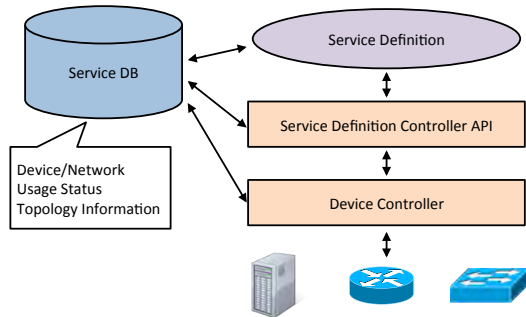 Service DB
Service Definition
Service Definition Controller API
Device/Network
Usage Status
Topology Information
Device Controller